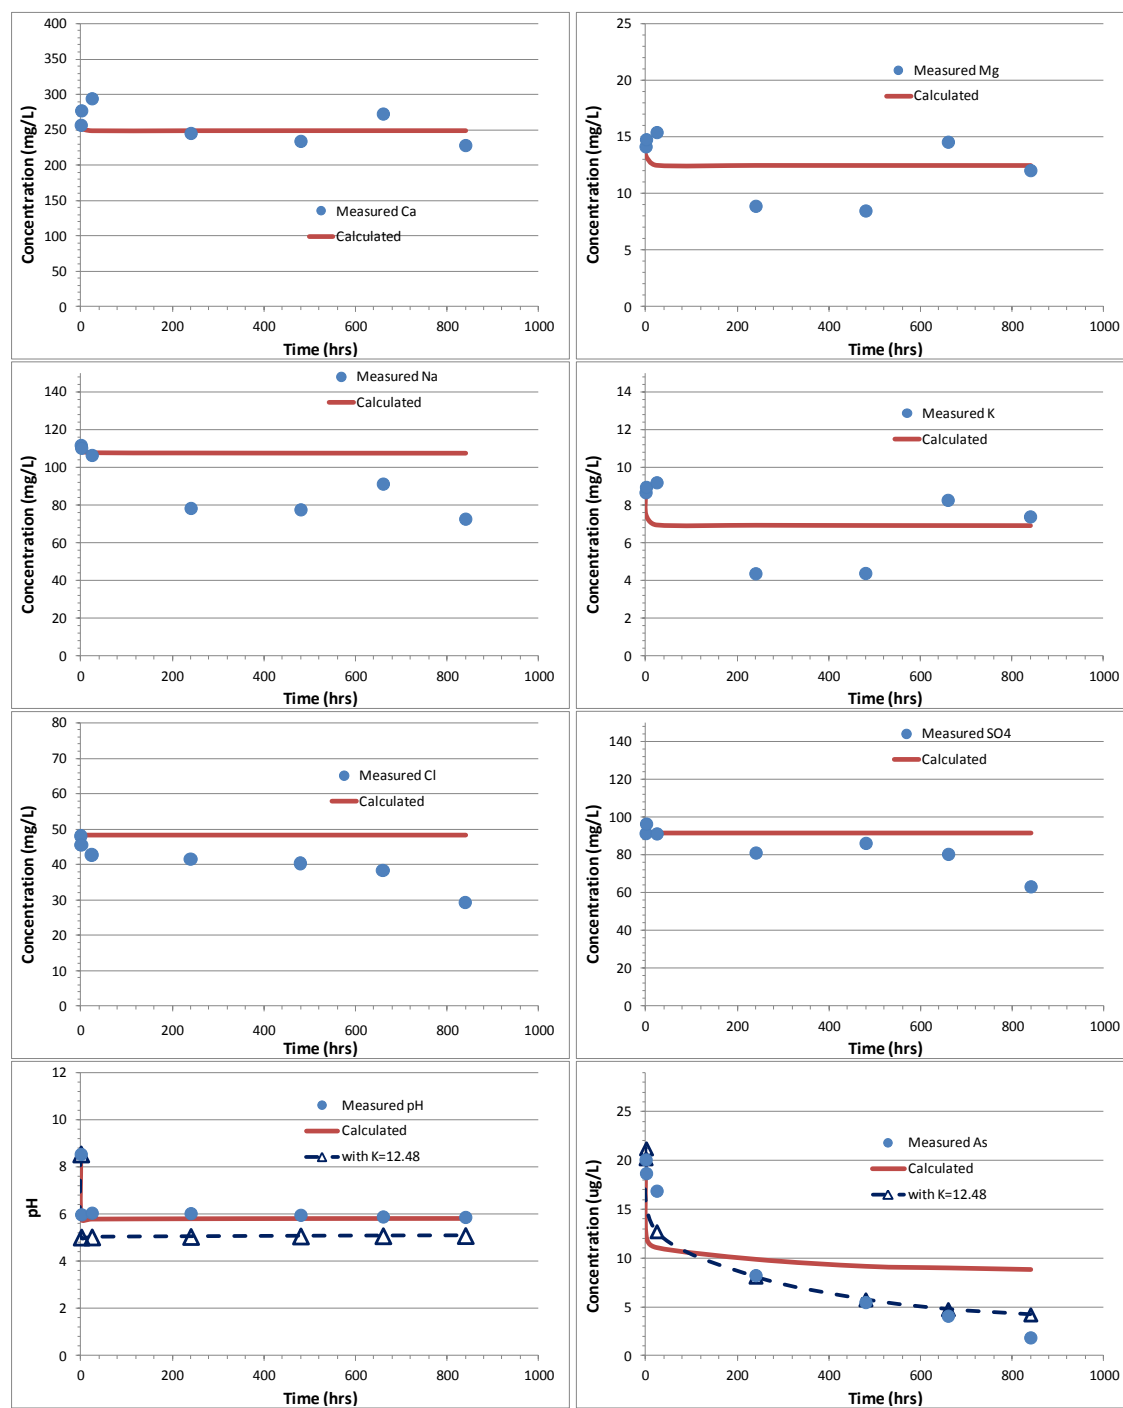 400
350
300
250
200
150
100
50
0
Concentration (mg/L)
Measured Ca
Calculated
0 200 400 600 800 1000
Time (hrs)
25
20
15
10
5
0
Concentration (mg/L)
Measured Mg
Calculated
0 200 400 600 800 1000
Time (hrs)
140
120
100
80
60
40
20
0
Concentration (mg/L)
Measured Na
Calculated
0 200 400 600 800 1000
Time (hrs)
14
12
10
8
6
4
2
0
Concentration (mg/L)
Measured K
Calculated
0 200 400 600 800 1000
Time (hrs)
80
70
60
50
40
30
20
10
0
Concentration (mg/L)
Measured Cl
Calculated
0 200 400 600 800 1000
Time (hrs)
140
120
100
80
60
40
20
0
Concentration (mg/L)
Measured SO4
Calculated
0 200 400 600 800 1000
Time (hrs)
12
10
8
6
4
2
0
pH
Measured pH
Calculated
with K=12.48
0 200 400 600 800 1000
Time (hrs)
25
20
15
10
5
0
Concentration (ug/L)
Measured As
Calculated
with K=12.48
0 200 400 600 800 1000
Time (hrs)